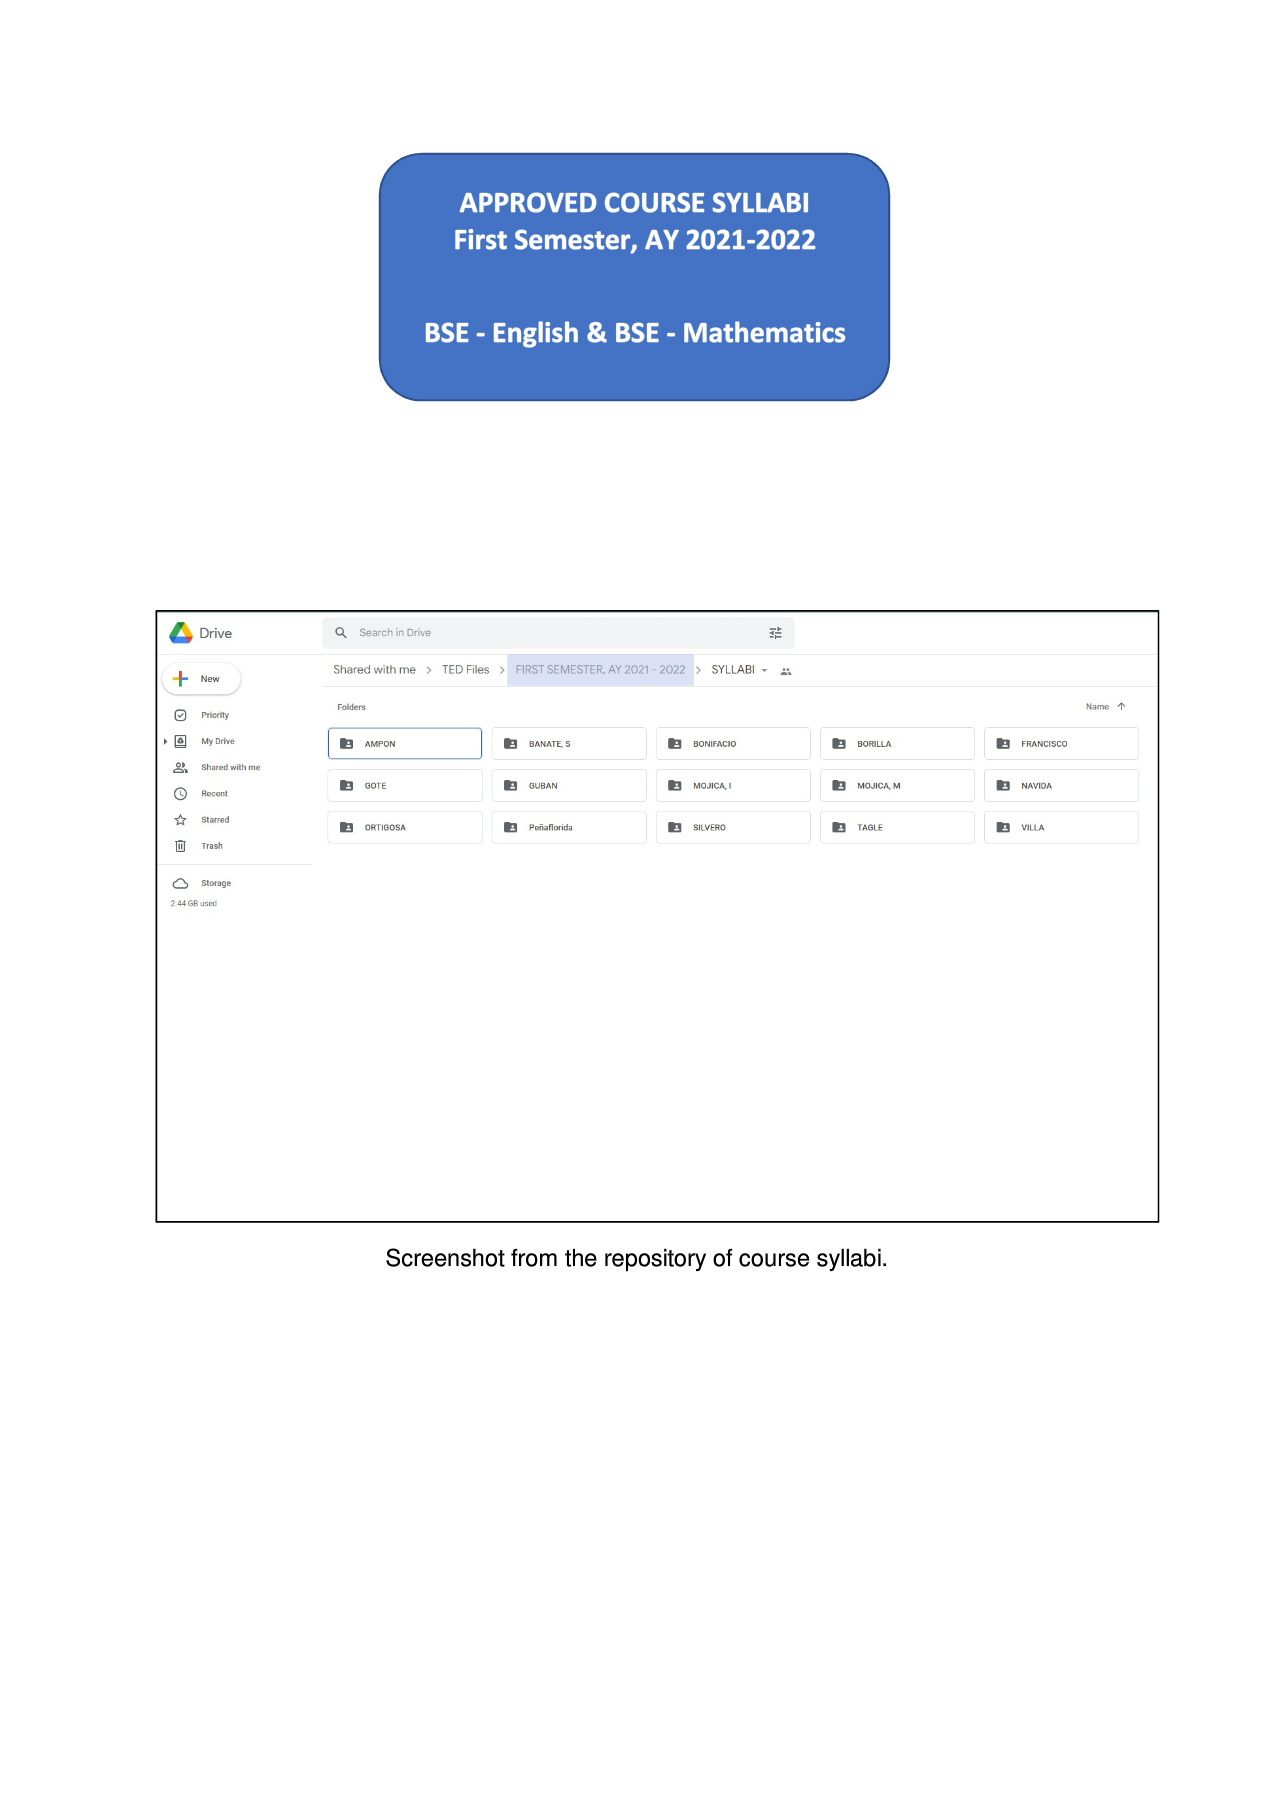 APPROVED COURSE SYLLABI
First Semester, AY 2021-2022
BSE - English & BSE - Mathematics
Drive
Search in Drive
New
Shared with me > TED Files > FIRST SEMESTER, AY 2021 - 2022 > SYLLABI
Priority
My Drive
Shared with me
Recent
Starred
Trash
Storage
2.44 GB used
Folders
Name
AMPON
BANATE, S
BONIFACIO
BORILLA
FRANCISCO
GOTE
GUBAN
MOJICA, I
MOJICA, M
NAVIDA
ORTIGOSA
Peñaflorida
SILVERO
TAGLE
VILLA
Screenshot from the repository of course syllabi.